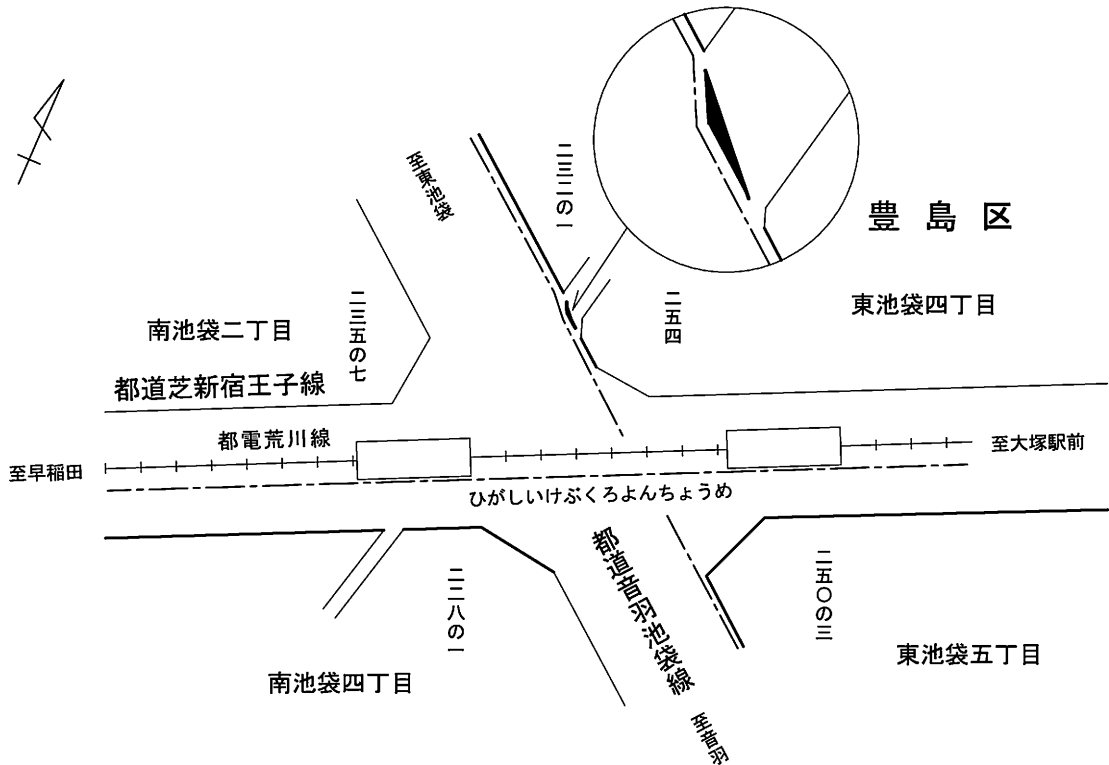 至東池袋
二三二の一
豊島区
南池袋二丁目
二三五の七
二五四
東池袋四丁目
都道芝新宿王子線
都電荒川線
至早稲田
至大塚駅前
ひがしいけぶくろよんちょうめ
都道音羽池袋線
二二八の一
二五〇の三
南池袋四丁目
東池袋五丁目
至音羽